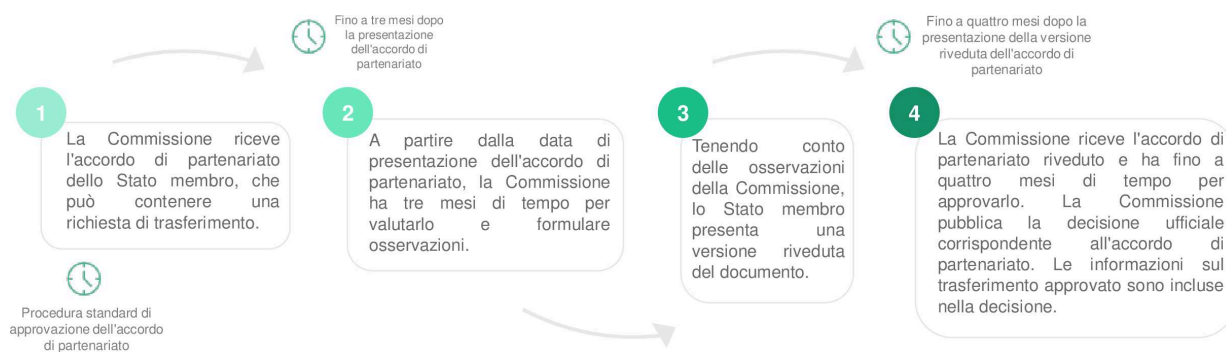 Fino a tre mesi dopo
la presentazione
dell'accordo di
partenariato
Fino a quattro mesi dopo la
presentazione della versione
riveduta dell'accordo di
partenariato
1
La Commissione riceve
l'accordo di partenariato
dello Stato membro, che
può contenere una
richiesta di trasferimento.
Procedura standard di
approvazione dell'accordo
di partenariato
2
A partire dalla data di
presentazione dell'accordo di
partenariato, la Commissione
ha tre mesi di tempo per
valutarlo e formulare
osservazioni.
3
Tenendo conto
delle osservazioni
della Commissione,
lo Stato membro
presenta una
versione riveduta
del documento.
4
La Commissione riceve l'accordo di
partenariato riveduto e ha fino a
quattro mesi di tempo per
approvarlo. La Commissione
pubblica la decisione ufficiale
corrispondente all'accordo di
partenariato. Le informazioni sul
trasferimento approvato sono incluse
nella decisione.